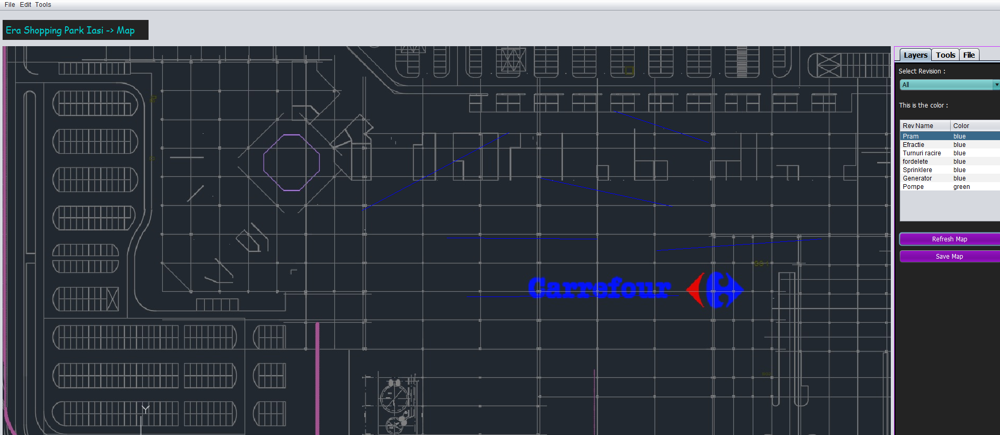 File Edit Tools
Era Shopping Park Iasi -> Map
Layers Tools File
Select Revision :
All
This is the color :
Rev Name Color
Pram blue
Efractie blue
Turnuri racire blue
fordelete blue
Sprinklere blue
Generator blue
Pompe green
Refresh Map
Save Map
Carrefour
Y